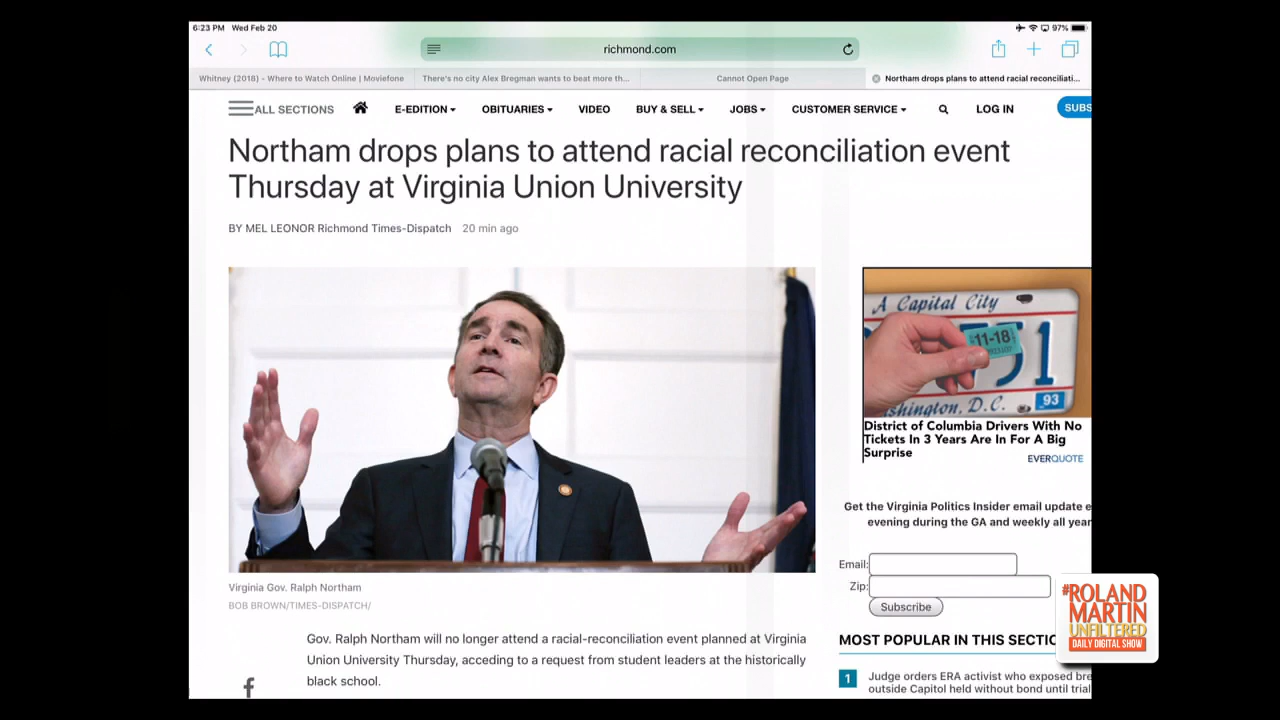 6:23 PM Wed Feb 20
97%
richmond.com
Whitney (2018) - Where to Watch Online | Moviefone
There's no city Alex Bregman wants to beat more th...
Cannot Open Page
Northam drops plans to attend racial reconciliati...
ALL SECTIONS
E-EDITION
OBITUARIES
VIDEO
BUY & SELL
JOBS
CUSTOMER SERVICE
LOG IN
SUBS
Northam drops plans to attend racial reconciliation event
Thursday at Virginia Union University
BY MEL LEONOR Richmond Times-Dispatch 20 min ago
A Capital City
11-18
51
Washington, D.C.
93
District of Columbia Drivers With No
Tickets In 3 Years Are In For A Big
Surprise
EVERQUOTE
Get the Virginia Politics Insider email update e
evening during the GA and weekly all year
Email:
Zip:
Subscribe
Virginia Gov. Ralph Northam
BOB BROWN/TIMES-DISPATCH/
Gov. Ralph Northam will no longer attend a racial-reconciliation event planned at Virginia
Union University Thursday, acceding to a request from student leaders at the historically
black school.
MOST POPULAR IN THIS SECTIO
1
Judge orders ERA activist who exposed bre
outside Capitol held without bond until trial
#ROLAND
MARTIN
UNFILTERED
DAILY DIGITAL SHOW